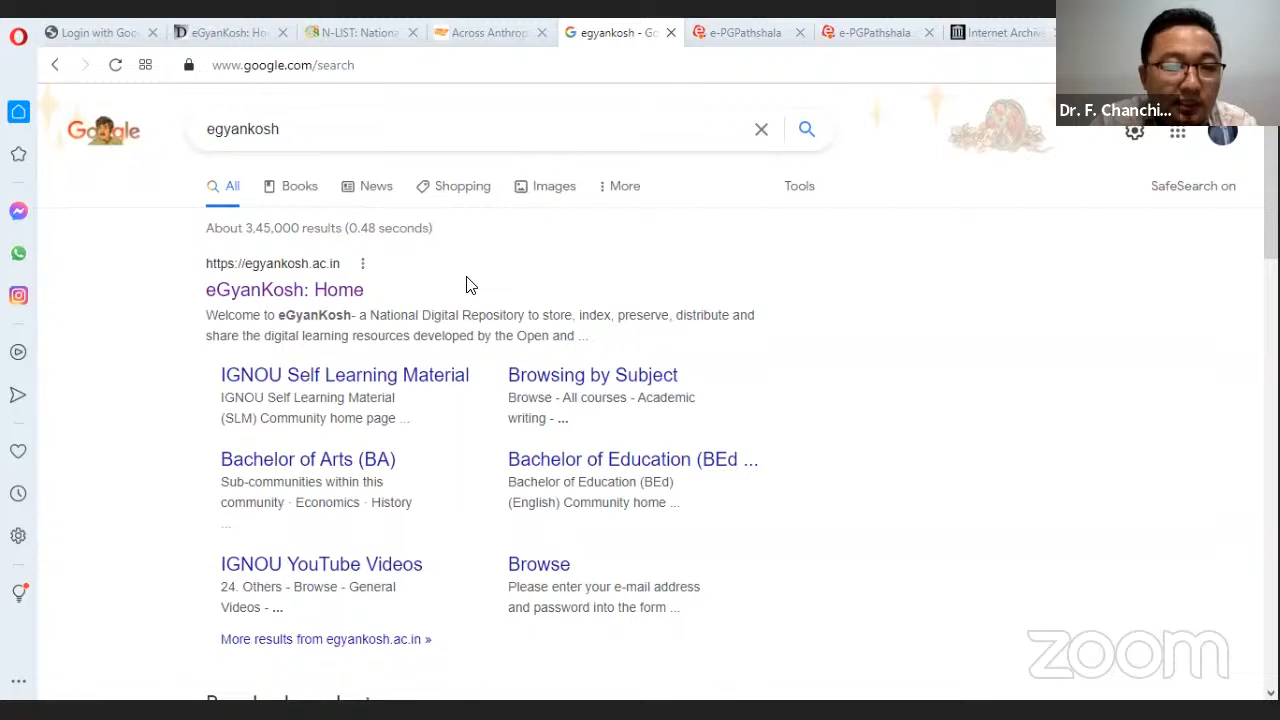 Login with Goo
eGyanKosh: Ho
N-LIST: Nationa
Across Anthrop
egyankosh - Go
e-PGPathshala
e-PGPathshala
Internet Archiv
www.google.com/search
Dr. F. Chanchi...
Google
egyankosh
All
Books
News
Shopping
Images
More
Tools
SafeSearch on
About 3,45,000 results (0.48 seconds)
https://egyankosh.ac.in
eGyanKosh: Home
Welcome to eGyanKosh- a National Digital Repository to store, index, preserve, distribute and
share the digital learning resources developed by the Open and ...
IGNOU Self Learning Material
IGNOU Self Learning Material
(SLM) Community home page ...
Browsing by Subject
Browse - All courses - Academic
writing - ...
Bachelor of Arts (BA)
Sub-communities within this
community · Economics · History
...
Bachelor of Education (BEd ...
Bachelor of Education (BEd)
(English) Community home ...
IGNOU YouTube Videos
24. Others - Browse - General
Videos - ...
Browse
Please enter your e-mail address
and password into the form ...
More results from egyankosh.ac.in »
zoom